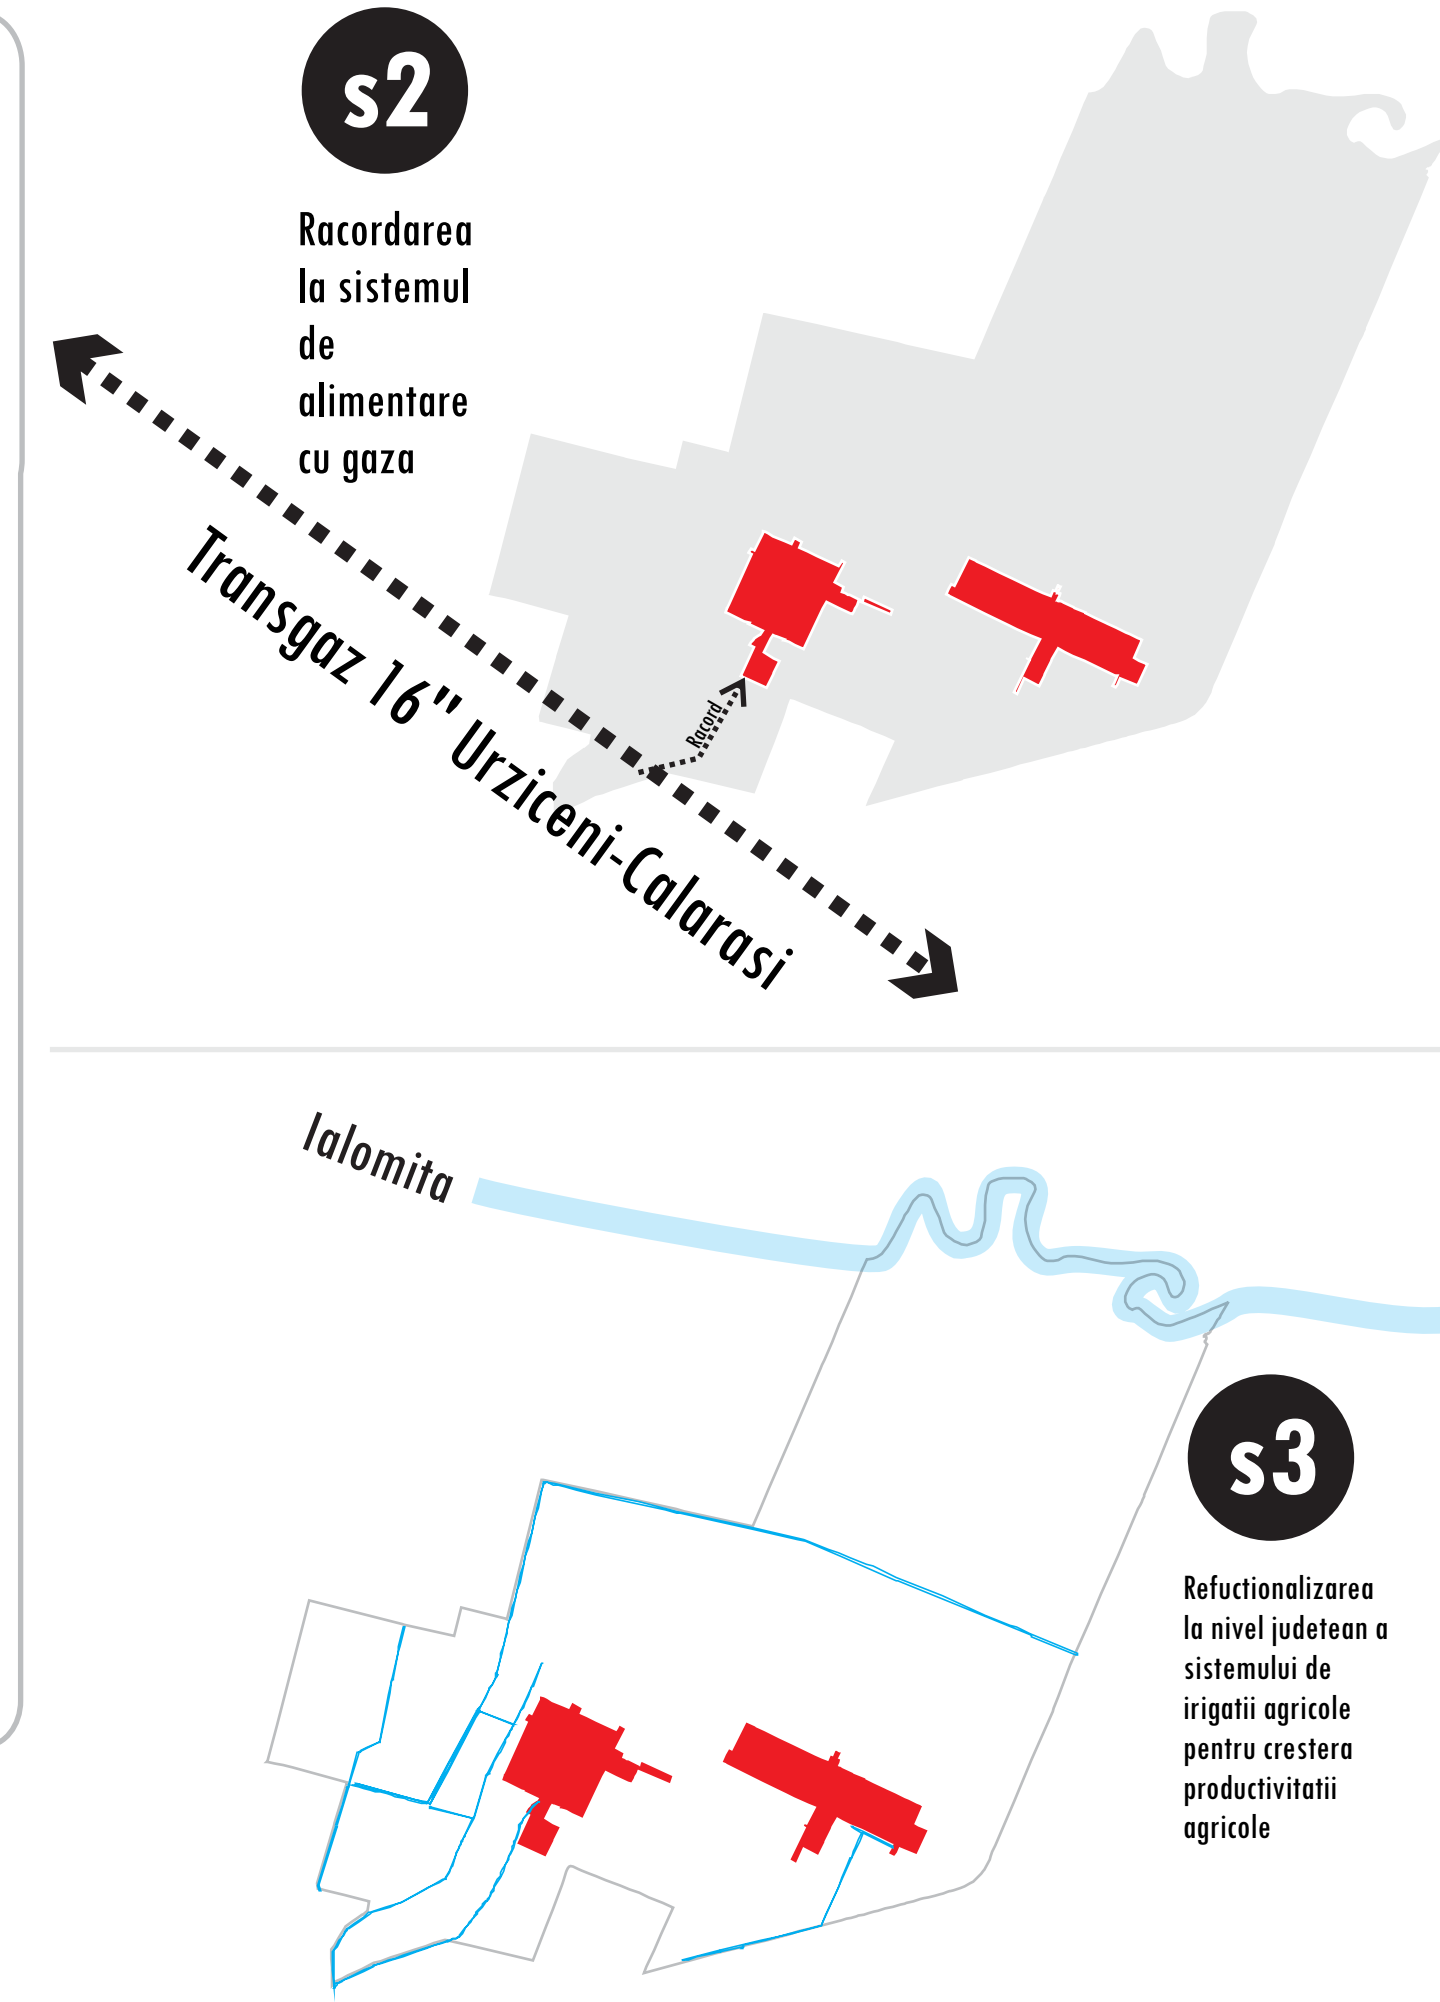 s2
Racordarea
la sistemul
de
alimentare
cu gaza
Transgaz 16" Urziceni-Calarasi
Racord
Ialomita
s3
Refuctionalizarea
la nivel judetean a
sistemului de
irigatii agricole
pentru crestera
productivitatii
agricole